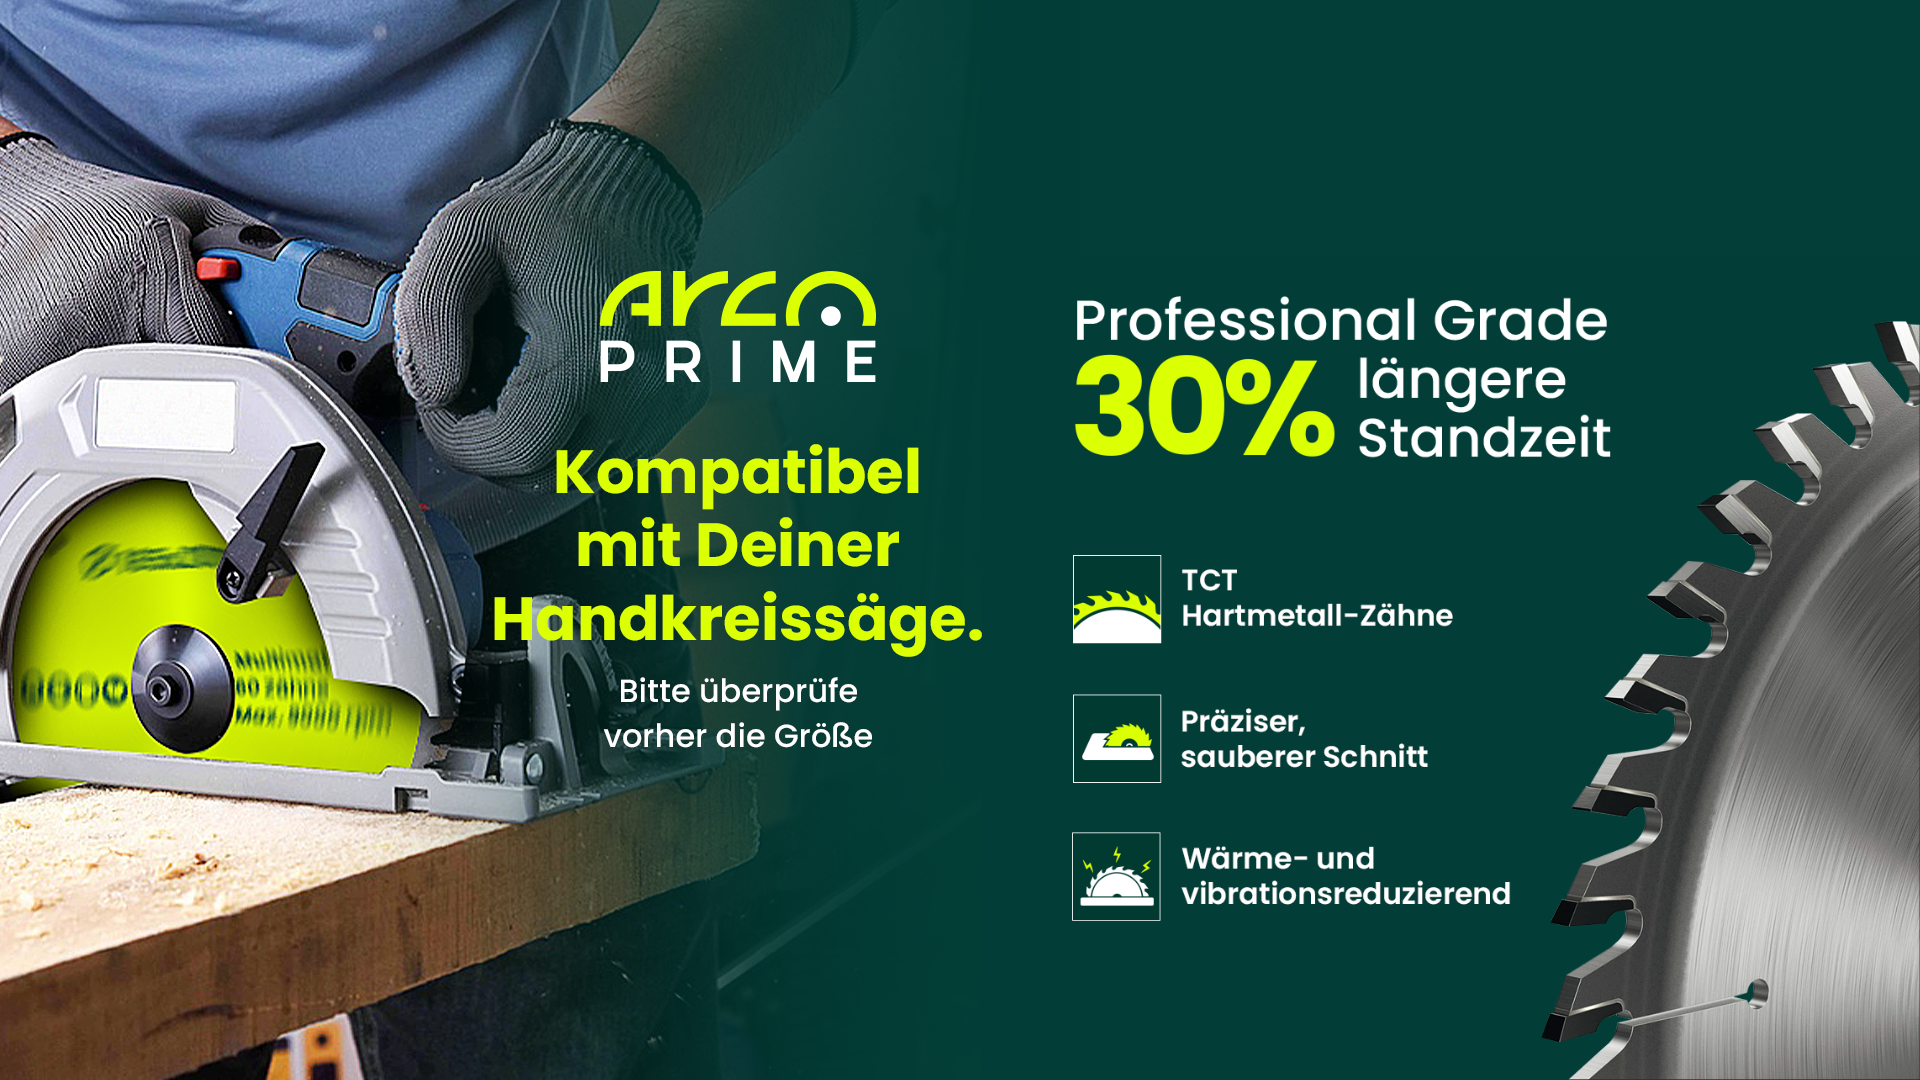 ARCO
PRIME
Kompatibel
mit Deiner
Handkreissäge.
Bitte überprüfe
vorher die Größe
Professional Grade
30% längere
Standzeit
TCT
Hartmetall-Zähne
Präziser,
sauberer Schnitt
Wärme- und
vibrationsreduzierend